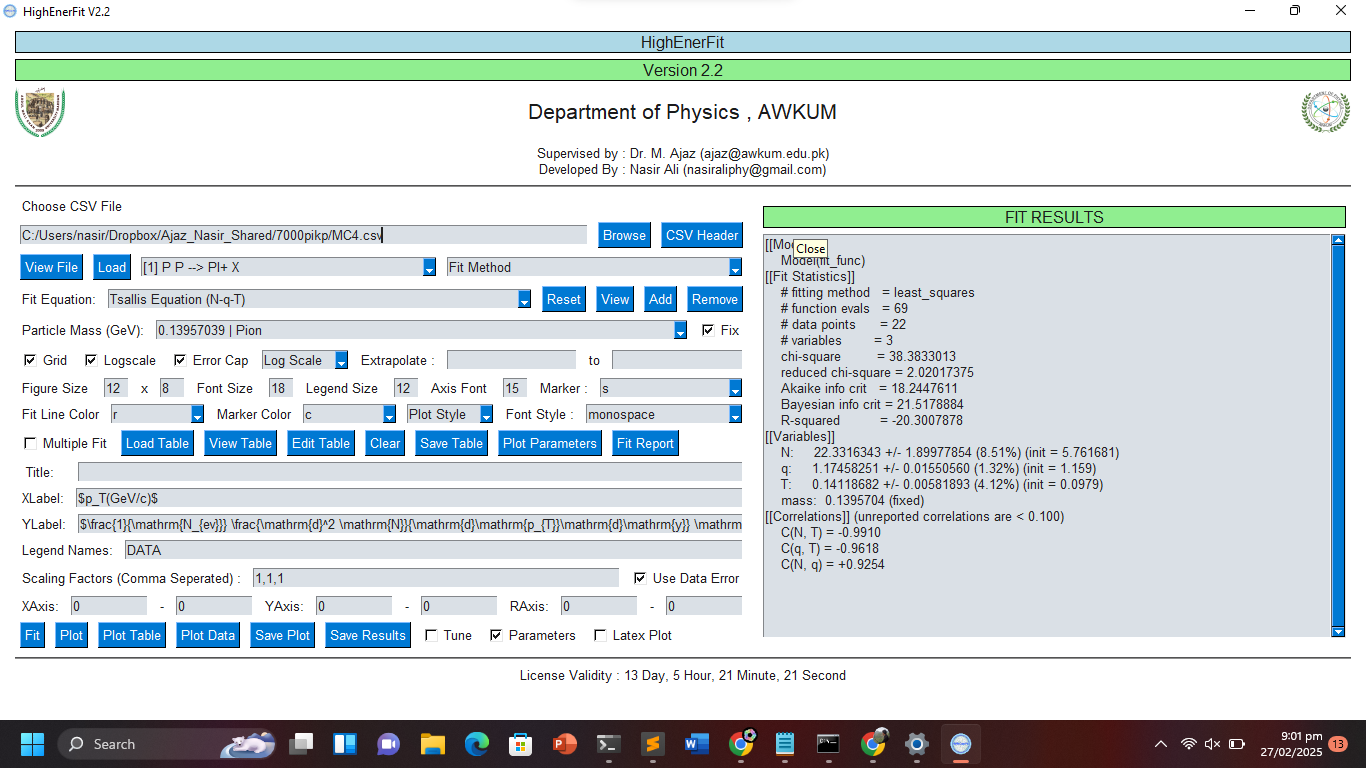 HighEnerFit V2.2
HighEnerFit
Version 2.2
Department of Physics , AWKUM
Supervised by : Dr. M. Ajaz (ajaz@awkum.edu.pk)
Developed By : Nasir Ali (nasiraliphy@gmail.com)
Choose CSV File
C:/Users/nasir/Dropbox/Ajaz_Nasir_Shared/7000pikp/MC4.csv Browse CSV Header
View File Load [1] P P --> PI+ X Fit Method
Fit Equation: Tsallis Equation (N-q-T) Reset View Add Remove
Particle Mass (GeV): 0.13957039 | Pion Fix
Grid Logscale Error Cap Log Scale Extrapolate : to
Figure Size 12 x 8 Font Size 18 Legend Size 12 Axis Font 15 Marker : s
Fit Line Color r Marker Color c Plot Style Font Style : monospace
Multiple Fit Load Table View Table Edit Table Clear Save Table Plot Parameters Fit Report
Title:
XLabel: $p_T(GeV/c)$
YLabel: $\frac{1}{\mathrm{N_{ev}}} \frac{\mathrm{d}^2 \mathrm{N}}{\mathrm{d}\mathrm{p_{T}}\mathrm{d}\mathrm{y}} \mathrm
Legend Names: DATA
Scaling Factors (Comma Seperated) : 1,1,1 Use Data Error
XAxis: 0 - 0 YAxis: 0 - 0 RAxis: 0 - 0
Fit Plot Plot Table Plot Data Save Plot Save Results Tune Parameters Latex Plot
FIT RESULTS
[[Mo
Close
Model(fit_func)
[[Fit Statistics]]
# fitting method = least_squares
# function evals = 69
# data points = 22
# variables = 3
chi-square = 38.3833013
reduced chi-square = 2.02017375
Akaike info crit = 18.2447611
Bayesian info crit = 21.5178884
R-squared = -20.3007878
[[Variables]]
N: 22.3316343 +/- 1.89977854 (8.51%) (init = 5.761681)
q: 1.17458251 +/- 0.01550560 (1.32%) (init = 1.159)
T: 0.14118682 +/- 0.00581893 (4.12%) (init = 0.0979)
mass: 0.1395704 (fixed)
[[Correlations]] (unreported correlations are < 0.100)
C(N, T) = -0.9910
C(q, T) = -0.9618
C(N, q) = +0.9254
License Validity : 13 Day, 5 Hour, 21 Minute, 21 Second
Search
9:01 pm
27/02/2025
13